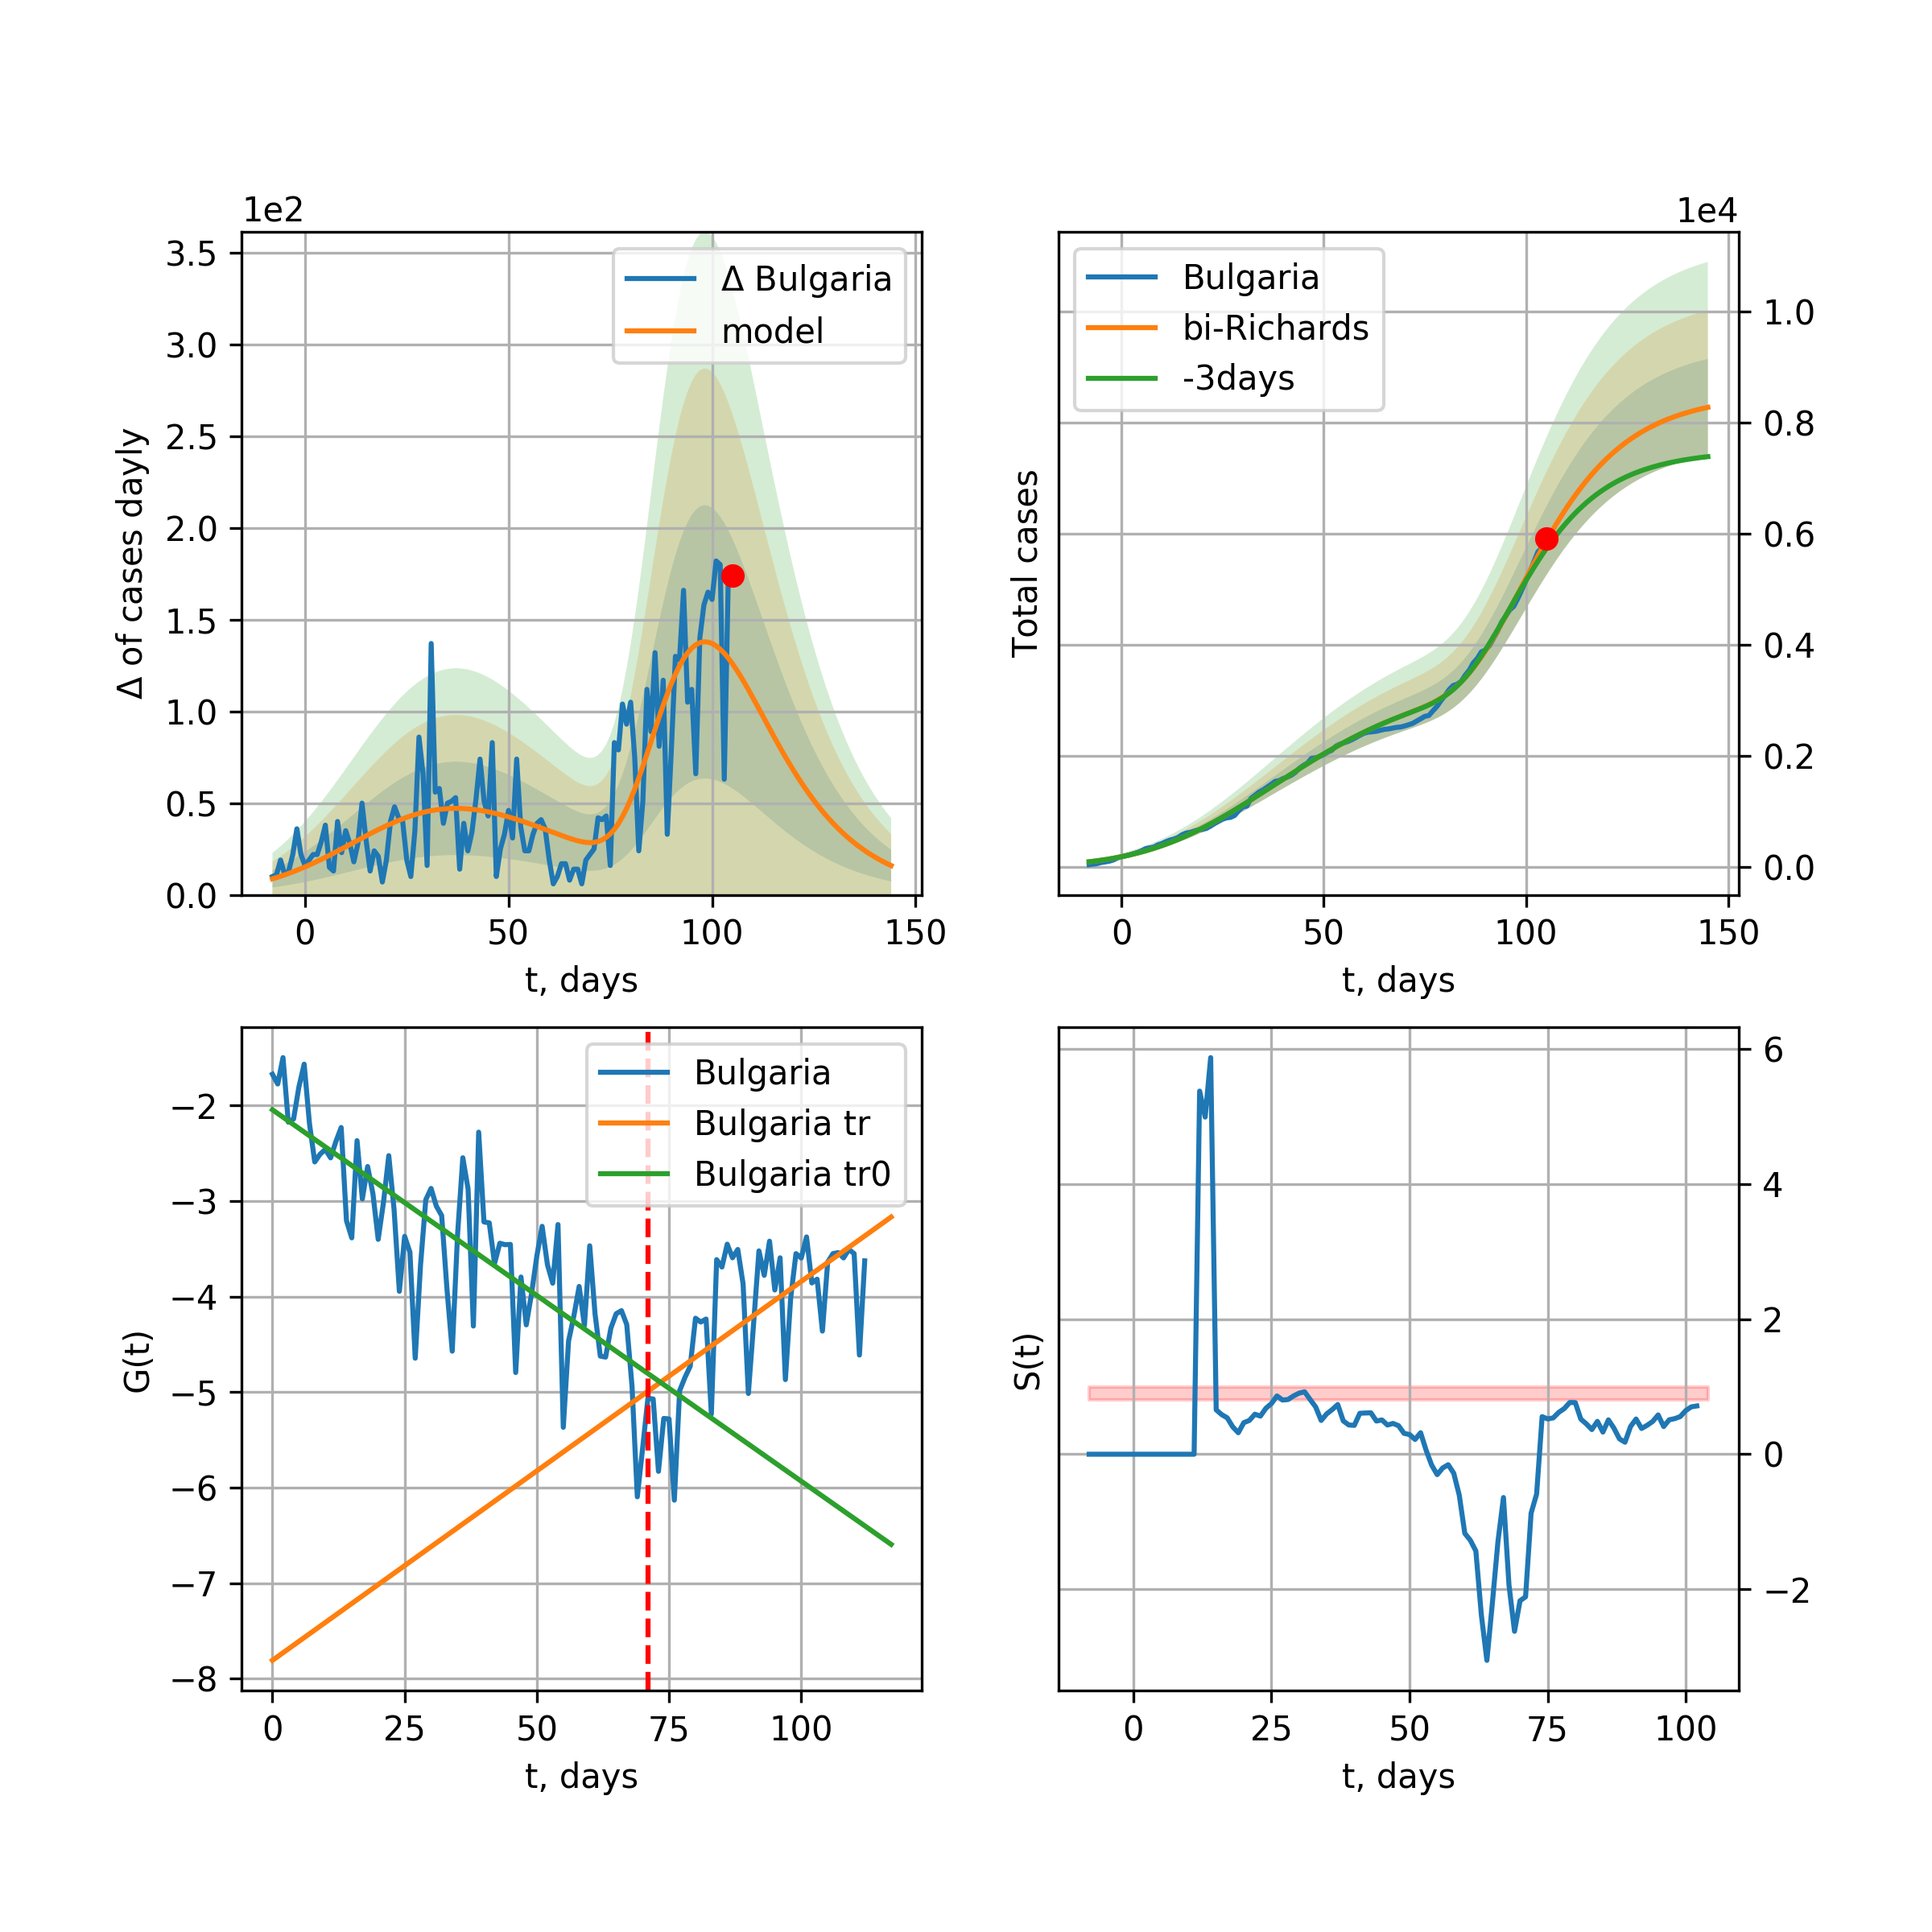 1e2
3.5
3.0
2.5
2.0
1.5
1.0
0.5
0.0
Δ of cases dayly
Δ Bulgaria
model
0
50
100
150
t, days
1e4
Bulgaria
bi-Richards
-3days
Total cases
1.0
0.8
0.6
0.4
0.2
0.0
0
50
100
150
t, days
−2
−3
−4
−5
−6
−7
−8
G(t)
Bulgaria
Bulgaria tr
Bulgaria tr0
0
25
50
75
100
t, days
S(t)
6
4
2
0
−2
0
25
50
75
100
t, days